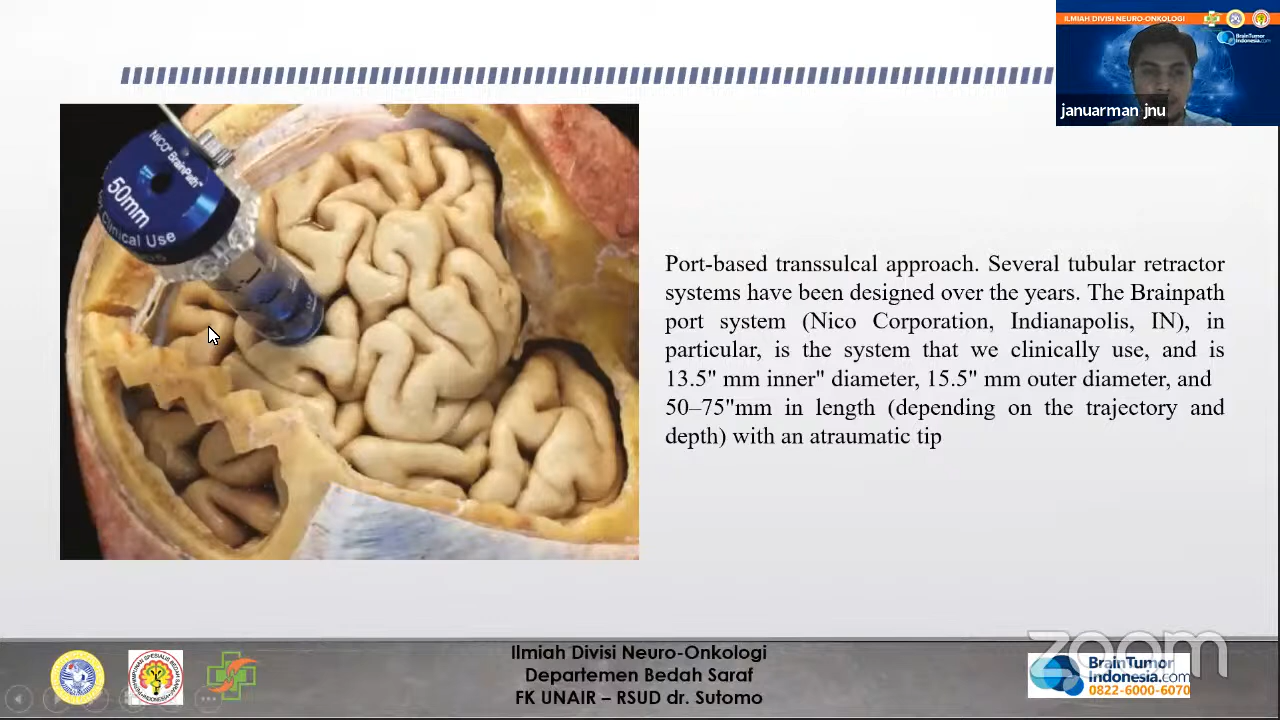 ILMIAH DIVISI NEURO-ONKOLOGI
BrainTumor
Indonesia.com
januarman jnu
NICO BrainPath™
50mm
Clinical Use
Port-based transsulcal approach. Several tubular retractor
systems have been designed over the years. The Brainpath
port system (Nico Corporation, Indianapolis, IN), in
particular, is the system that we clinically use, and is
13.5" mm inner" diameter, 15.5" mm outer diameter, and
50–75"mm in length (depending on the trajectory and
depth) with an atraumatic tip
zoom
Ilmiah Divisi Neuro-Onkologi
Departemen Bedah Saraf
FK UNAIR – RSUD dr. Sutomo
BrainTumor
Indonesia.com
0822-6000-6070